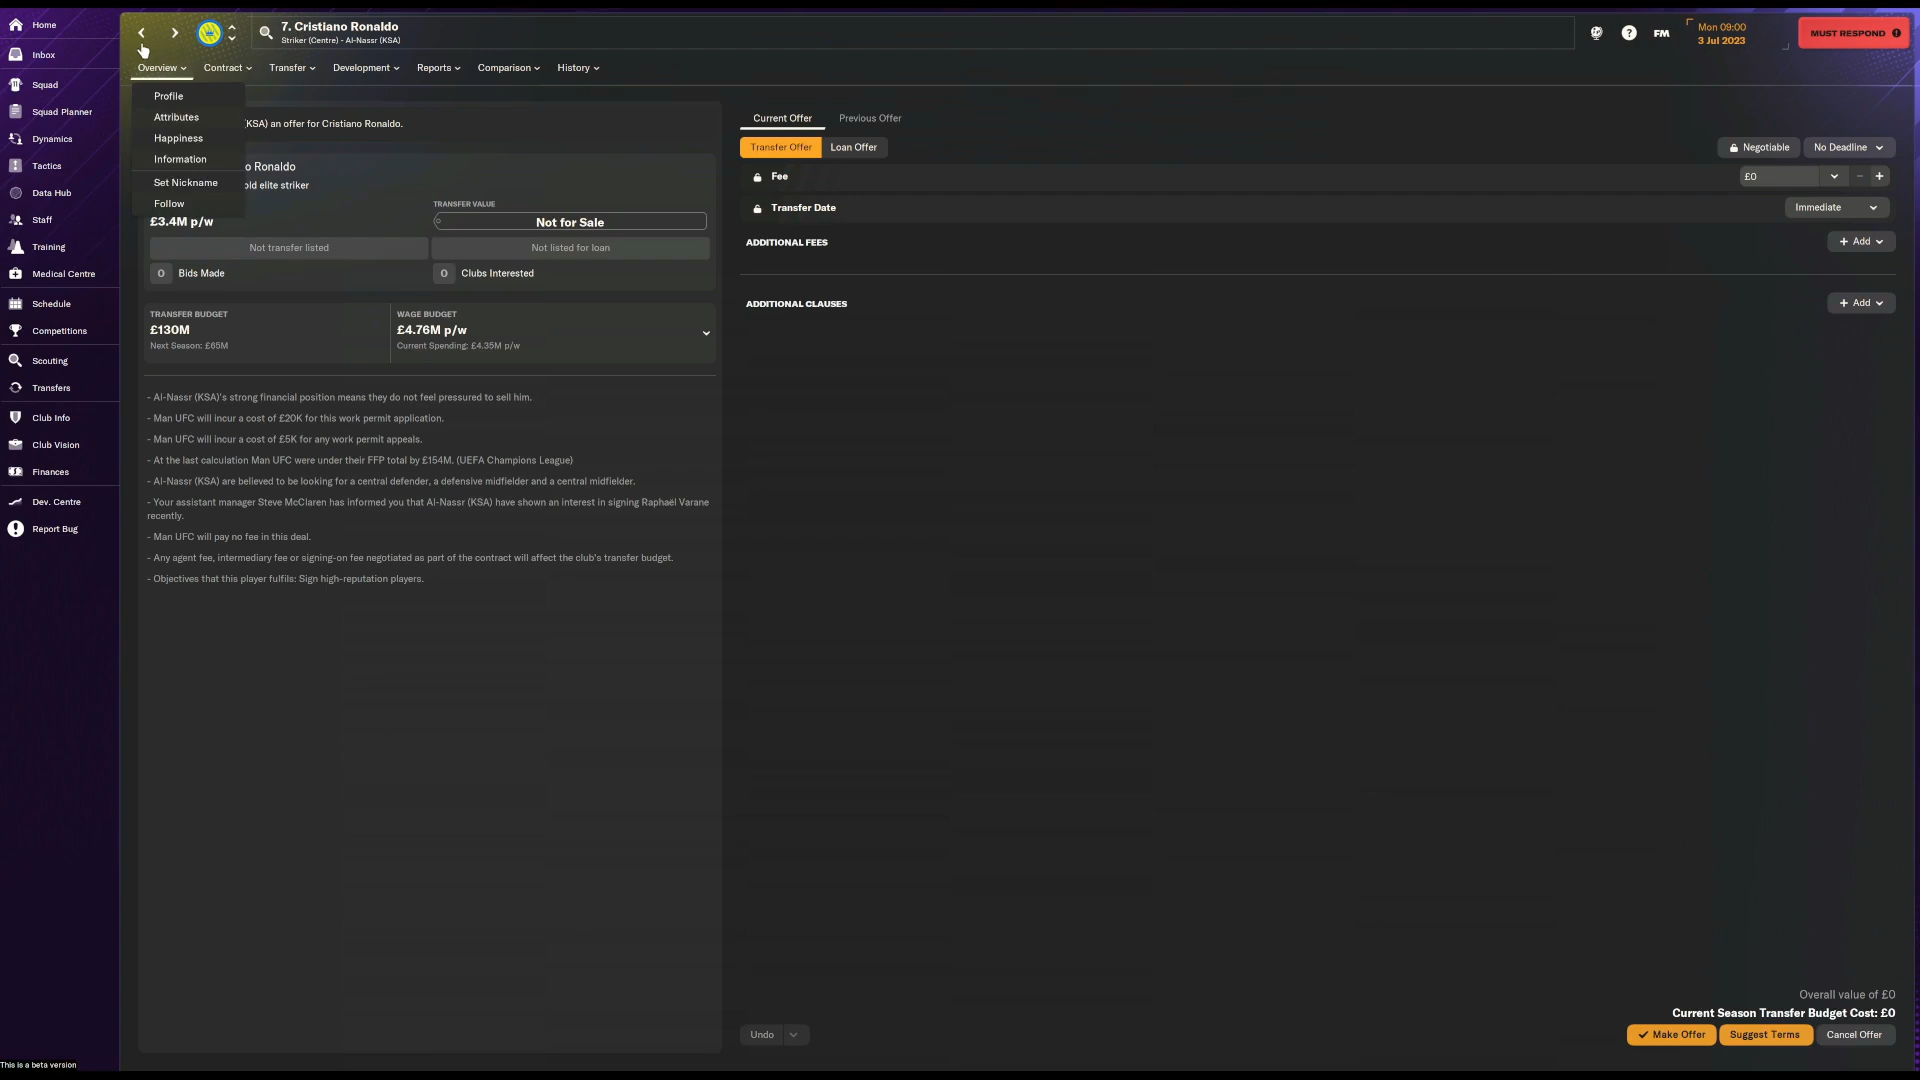 Home
Inbox
Squad
Squad Planner
Dynamics
Tactics
Data Hub
Staff
Training
Medical Centre
Schedule
Competitions
Scouting
Transfers
Club Info
Club Vision
Finances
Dev. Centre
Report Bug
This is a beta version
7. Cristiano Ronaldo
Striker (Centre) - Al-Nassr (KSA)
FM
Mon 09:00
3 Jul 2023
MUST RESPOND
Overview
Contract
Transfer
Development
Reports
Comparison
History
Profile
Attributes
Happiness
Information
Set Nickname
Follow
(KSA) an offer for Cristiano Ronaldo.
o Ronaldo
old elite striker
£3.4M p/w
TRANSFER VALUE
Not for Sale
Not transfer listed
Not listed for loan
0 Bids Made
0 Clubs Interested
TRANSFER BUDGET
£130M
Next Season: £65M
WAGE BUDGET
£4.76M p/w
Current Spending: £4.35M p/w
- Al-Nassr (KSA)'s strong financial position means they do not feel pressured to sell him.
- Man UFC will incur a cost of £20K for this work permit application.
- Man UFC will incur a cost of £5K for any work permit appeals.
- At the last calculation Man UFC were under their FFP total by £154M. (UEFA Champions League)
- Al-Nassr (KSA) are believed to be looking for a central defender, a defensive midfielder and a central midfielder.
- Your assistant manager Steve McClaren has informed you that Al-Nassr (KSA) have shown an interest in signing Raphaël Varane
recently.
- Man UFC will pay no fee in this deal.
- Any agent fee, intermediary fee or signing-on fee negotiated as part of the contract will affect the club's transfer budget.
- Objectives that this player fulfils: Sign high-reputation players.
Current Offer
Previous Offer
Transfer Offer
Loan Offer
Negotiable
No Deadline
Fee
£0
Transfer Date
Immediate
ADDITIONAL FEES
+ Add
ADDITIONAL CLAUSES
+ Add
Overall value of £0
Current Season Transfer Budget Cost: £0
Undo
Make Offer
Suggest Terms
Cancel Offer